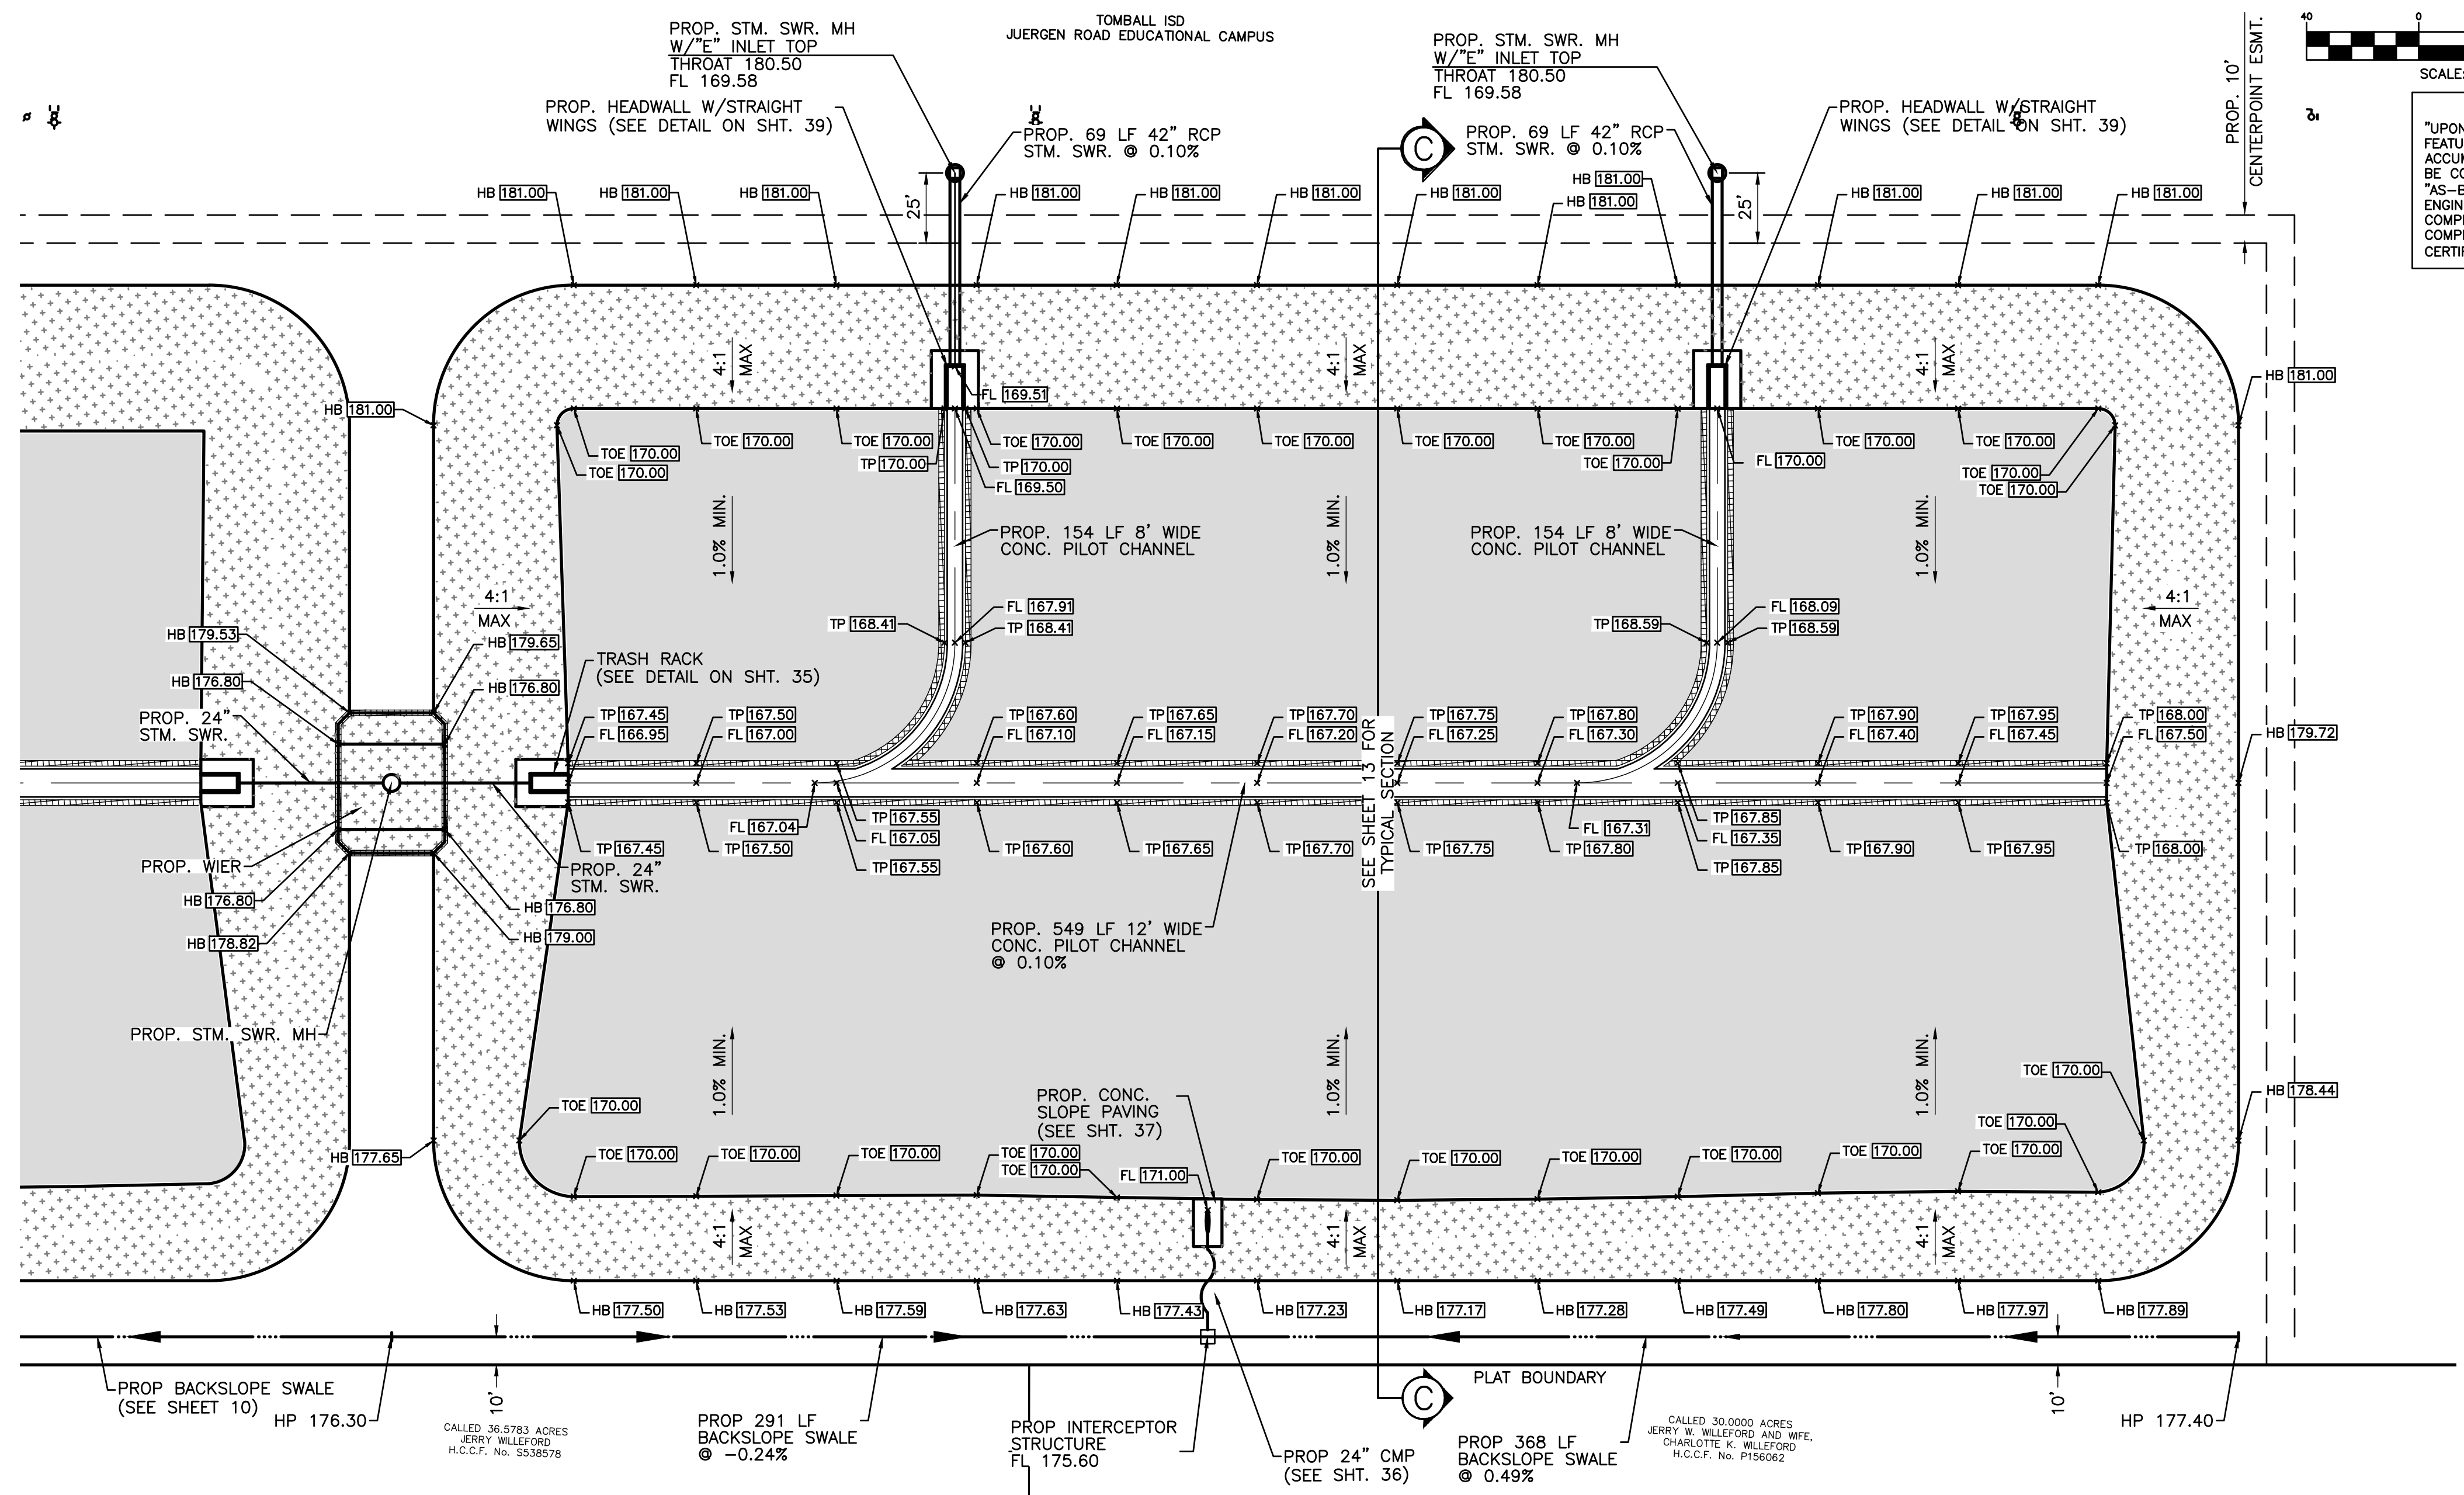 TOMBALL ISD
JUERGEN ROAD EDUCATIONAL CAMPUS
PROP. STM. SWR. MH
W/"E" INLET TOP
THROAT 180.50
FL 169.58
PROP. HEADWALL W/STRAIGHT
WINGS (SEE DETAIL ON SHT. 39)
PROP. 69 LF 42" RCP
STM. SWR. @ 0.10%
PROP. STM. SWR. MH
W/"E" INLET TOP
THROAT 180.50
FL 169.58
C
PROP. 69 LF 42" RCP
STM. SWR. @ 0.10%
PROP. HEADWALL W/STRAIGHT
WINGS (SEE DETAIL ON SHT. 39)
PROP. 10'
CENTERPOINT ESMT.
40
0
SCALE:
"UPON
FEATU
ACCUM
BE CO
"AS-B
ENGIN
COMP
COMP
CERTIF
HB 181.00
HB 181.00
HB 181.00
25'
HB 181.00
HB 181.00
HB 181.00
HB 181.00
HB 181.00
HB 181.00
25'
HB 181.00
HB 181.00
HB 181.00
4:1
MAX
4:1
MAX
4:1
MAX
HB 181.00
FL 169.51
HB 181.00
TOE 170.00
TOE 170.00
TOE 170.00
TOE 170.00
TOE 170.00
TOE 170.00
TOE 170.00
TOE 170.00
TOE 170.00
TOE 170.00
TOE 170.00
TP 170.00
TP 170.00
FL 169.50
TOE 170.00
FL 170.00
TOE 170.00
TOE 170.00
TOE 170.00
1.0% MIN.
1.0% MIN.
1.0% MIN.
PROP. 154 LF 8' WIDE
CONC. PILOT CHANNEL
PROP. 154 LF 8' WIDE
CONC. PILOT CHANNEL
4:1
MAX
4:1
MAX
TP 168.41
FL 167.91
TP 168.41
TP 168.59
FL 168.09
TP 168.59
HB 179.53
HB 179.65
HB 176.80
HB 176.80
TRASH RACK
(SEE DETAIL ON SHT. 35)
PROP. 24"
STM. SWR.
TP 167.45
FL 166.95
TP 167.50
FL 167.00
TP 167.60
FL 167.10
TP 167.65
FL 167.15
TP 167.70
FL 167.20
TP 167.75
FL 167.25
TP 167.80
FL 167.30
TP 167.90
FL 167.40
TP 167.95
FL 167.45
TP 168.00
FL 167.50
HB 179.72
SEE SHEET 13 FOR
TYPICAL SECTION
FL 167.04
TP 167.55
FL 167.05
TP 167.55
FL 167.31
TP 167.85
FL 167.35
TP 167.85
TP 167.45
TP 167.50
TP 167.60
TP 167.65
TP 167.70
TP 167.75
TP 167.80
TP 167.90
TP 167.95
TP 168.00
PROP. WIER
PROP. 24"
STM. SWR.
HB 176.80
HB 176.80
HB 178.82
HB 179.00
PROP. 549 LF 12' WIDE
CONC. PILOT CHANNEL
@ 0.10%
PROP. STM. SWR. MH
1.0% MIN.
1.0% MIN.
1.0% MIN.
PROP. CONC.
SLOPE PAVING
(SEE SHT. 37)
TOE 170.00
HB 178.44
TOE 170.00
HB 177.65
TOE 170.00
TOE 170.00
TOE 170.00
TOE 170.00
TOE 170.00
FL 171.00
TOE 170.00
TOE 170.00
TOE 170.00
TOE 170.00
TOE 170.00
TOE 170.00
TOE 170.00
4:1
MAX
4:1
MAX
4:1
MAX
HB 177.50
HB 177.53
HB 177.59
HB 177.63
HB 177.43
HB 177.23
HB 177.17
HB 177.28
HB 177.49
HB 177.80
HB 177.97
HB 177.89
PROP BACKSLOPE SWALE
(SEE SHEET 10)
HP 176.30
10'
CALLED 36.5783 ACRES
JERRY WILLEFORD
H.C.C.F. No. S538578
PROP 291 LF
BACKSLOPE SWALE
@ -0.24%
PROP INTERCEPTOR
STRUCTURE
FL 175.60
PROP 24" CMP
(SEE SHT. 36)
C
PLAT BOUNDARY
PROP 368 LF
BACKSLOPE SWALE
@ 0.49%
CALLED 30.0000 ACRES
JERRY W. WILLEFORD AND WIFE,
CHARLOTTE K. WILLEFORD
H.C.C.F. No. P156062
10'
HP 177.40